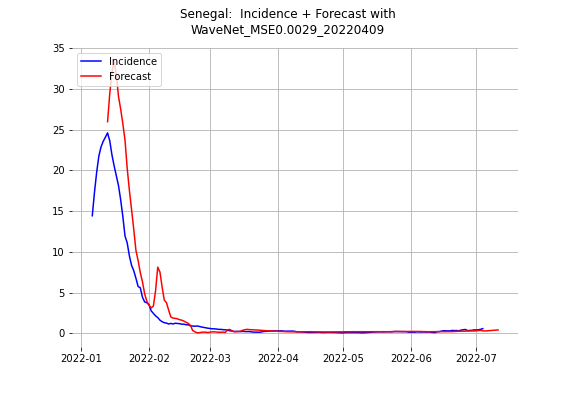 Senegal:  Incidence + Forecast with
WaveNet_MSE0.0029_20220409
35
30
25
20
15
10
5
0
Incidence
Forecast
2022-01 2022-02 2022-03 2022-04 2022-05 2022-06 2022-07